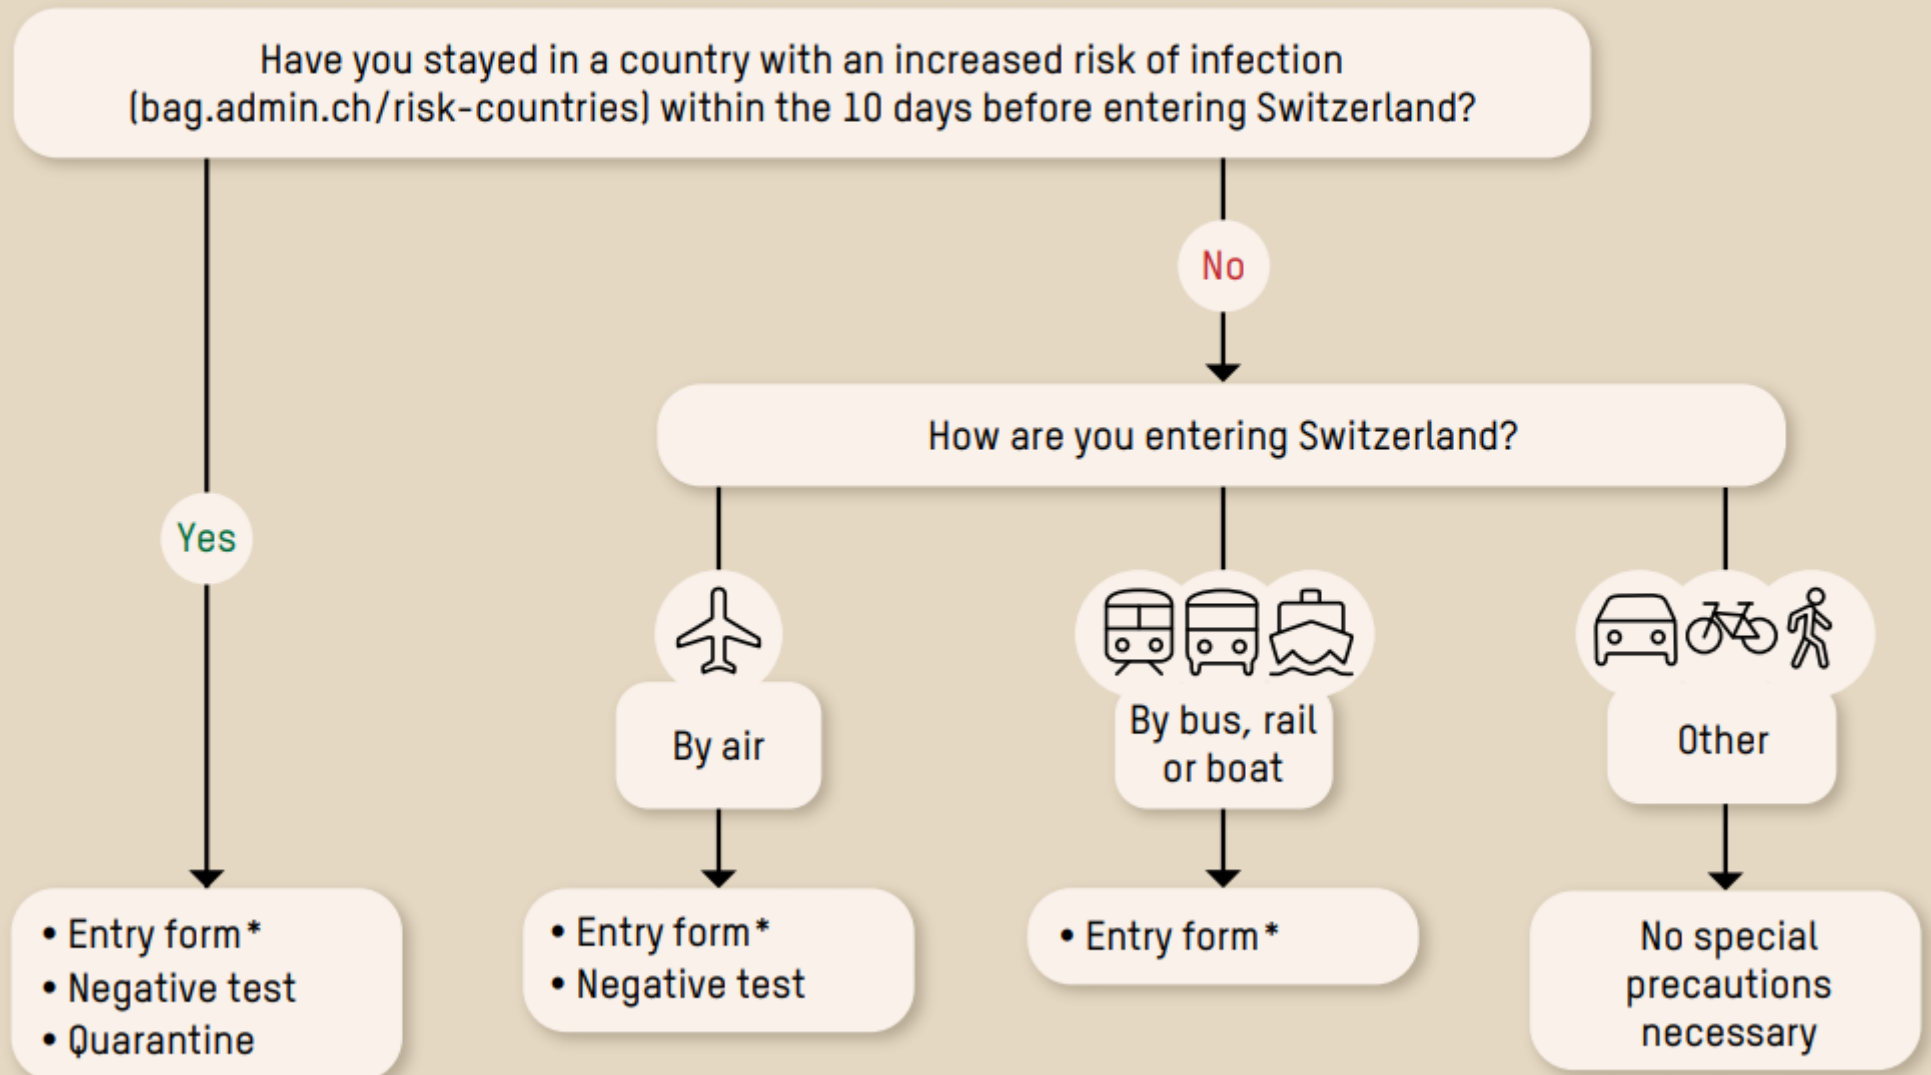 Have you stayed in a country with an increased risk of infection
(bag.admin.ch/risk-countries) within the 10 days before entering Switzerland?
No
How are you entering Switzerland?
Yes
By air
By bus, rail
or boat
Other
• Entry form*
• Negative test
• Quarantine
• Entry form*
• Negative test
• Entry form*
No special
precautions
necessary